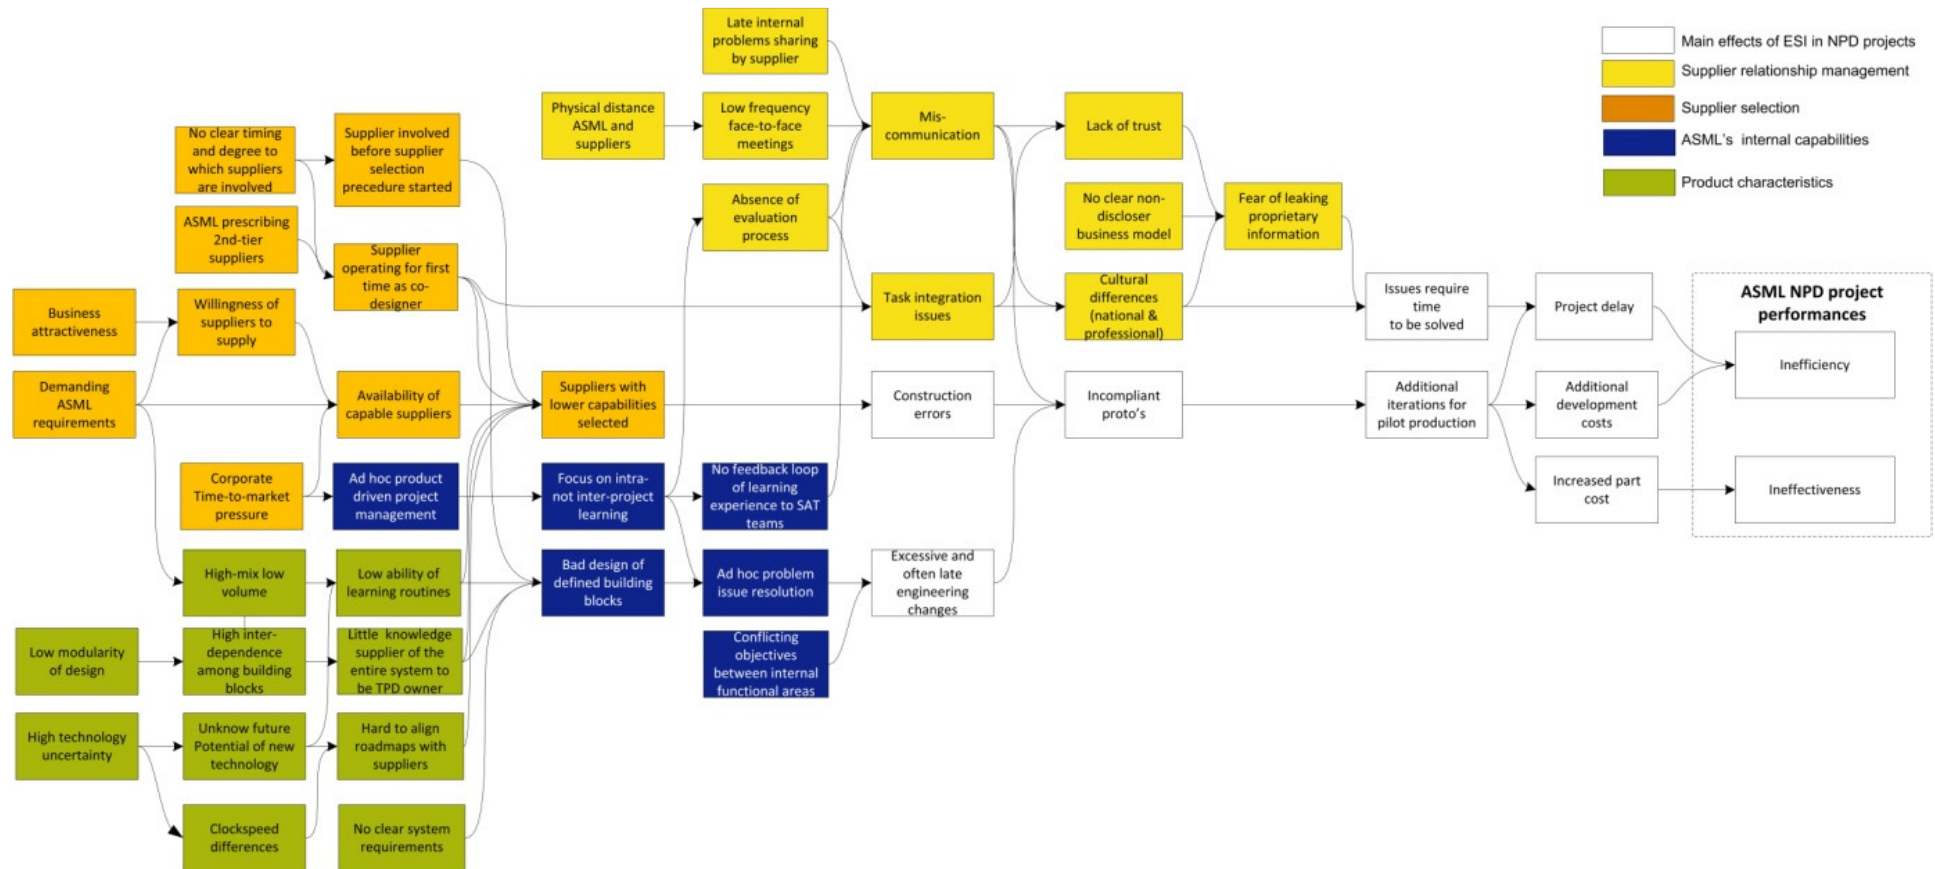 Late internal
problems sharing
by supplier
Main effects of ESI in NPD projects
Supplier relationship management
Supplier selection
ASML's internal capabilities
Product characteristics
Physical distance
ASML and
suppliers
Low frequency
face-to-face
meetings
Mis-
communication
Lack of trust
No clear timing
and degree to
which suppliers
are involved
Supplier involved
before supplier
selection
precedure started
Absence of
evaluation
process
No clear non-
discloser
business model
Fear of leaking
proprietary
information
ASML prescribing
2nd-tier
suppliers
Supplier
operating for first
time as co-
designer
Business
attractiveness
Willingness of
suppliers to
supply
Task integration
issues
Cultural
differences
(national &
professional)
Issues require
time
to be solved
Project delay
ASML NPD project
performances
Inefficiency
Demanding
ASML
requirements
Availability of
capable suppliers
Suppliers with
lower capabilities
selected
Construction
errors
Incompliant
proto's
Additional
iterations for
pilot production
Additional
development
costs
Corporate
Time-to-market
pressure
Ad hoc product
driven project
management
Focus on intra-
not inter-project
learning
No feedback loop
of learning
experience to SAT
teams
Increased part
cost
Ineffectiveness
High-mix low
volume
Low ability of
learning routines
Bad design of
defined building
blocks
Ad hoc problem
issue resolution
Excessive and
often late
engineering
changes
Low modularity
of design
High inter-
dependence
among building
blocks
Little knowledge
supplier of the
entire system to
be TPD owner
Conflicting
objectives
between internal
functional areas
High technology
uncertainty
Unknow future
Potential of new
technology
Hard to align
roadmaps with
suppliers
Clockspeed
differences
No clear system
requirements